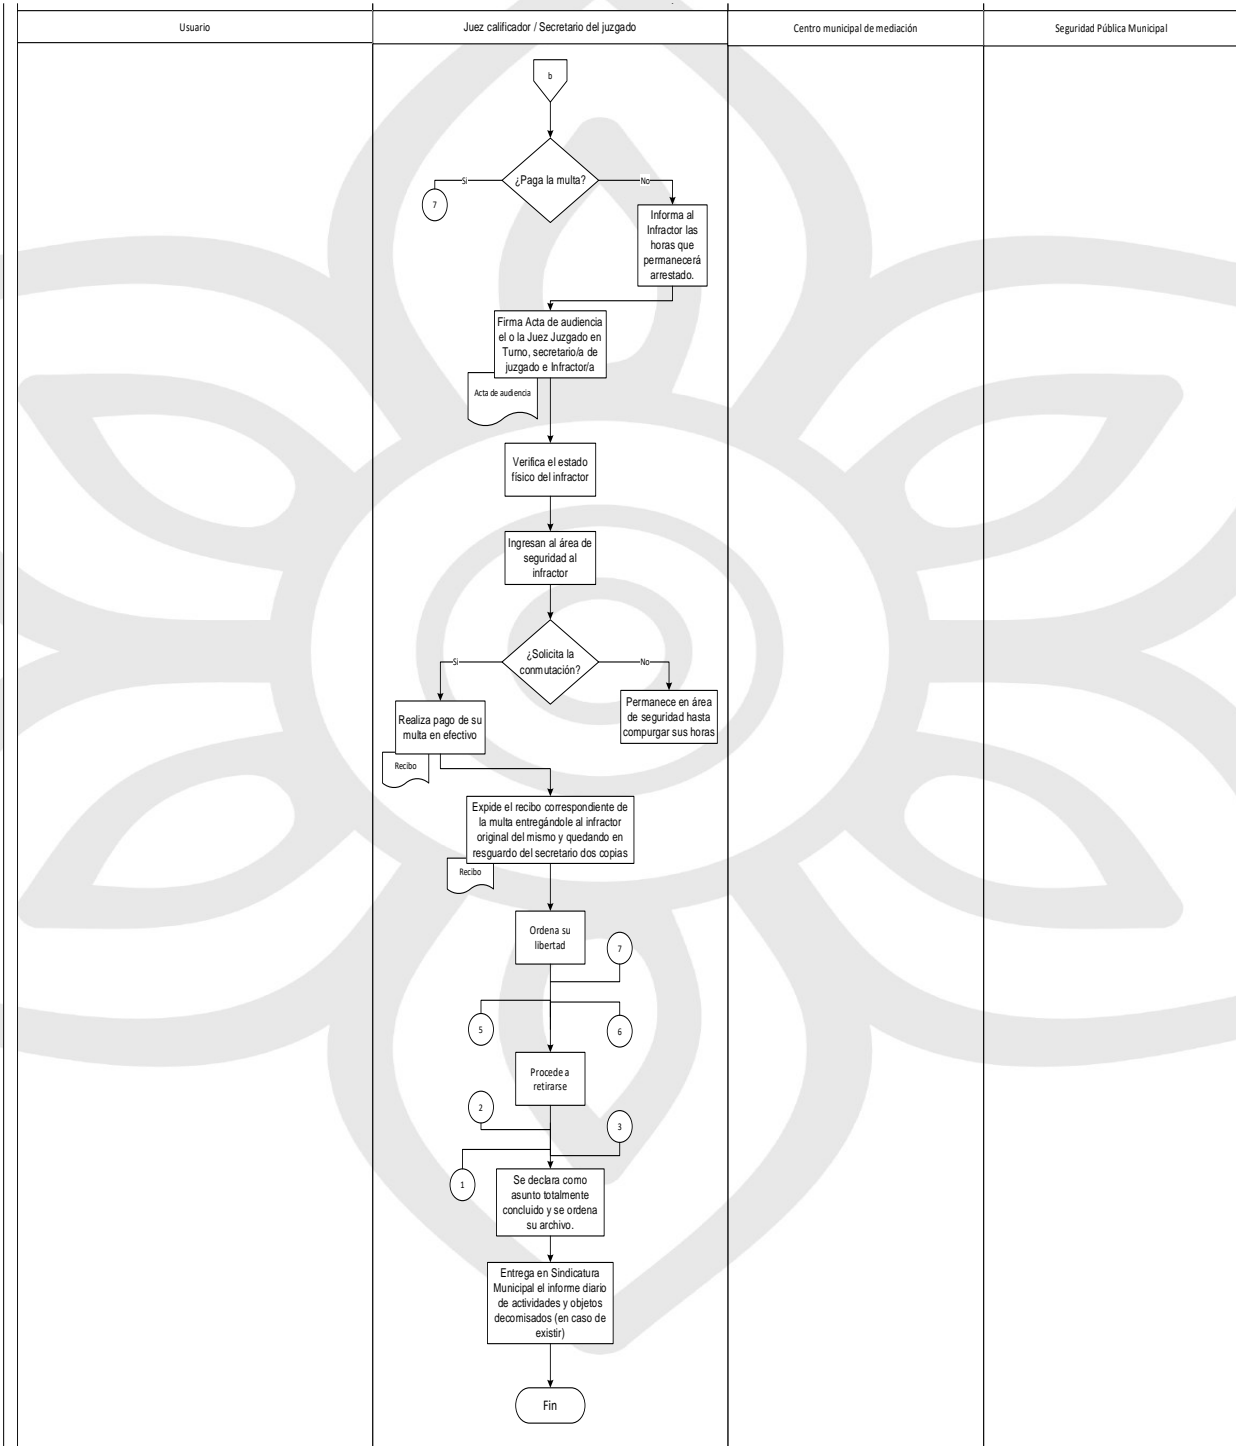 Usuario
Juez calificador / Secretario del juzgado
Centro municipal de mediación
Seguridad Pública Municipal
b
¿Paga la multa?
Si
No
7
Informa al
Infractor las
horas que
permanecerá
arrestado.
Firma Acta de audiencia
el o la Juez Juzgado en
Turno, secretario/a de
juzgado e Infractor/a
Acta de audiencia
Verifica el estado
físico del infractor
Ingresan al área de
seguridad al
infractor
¿Solicita la
conmutación?
Si
No
Realiza pago de su
multa en efectivo
Recibo
Permanece en área
de seguridad hasta
compurgar sus horas
Expide el recibo correspondiente de
la multa entregándole al infractor
original del mismo y quedando en
resguardo del secretario dos copias
Recibo
Ordena su
libertad
7
5
6
Procede a
retirarse
2
3
1
Se declara como
asunto totalmente
concluido y se ordena
su archivo.
Entrega en Sindicatura
Municipal el informe diario
de actividades y objetos
decomisados (en caso de
existir)
Fin